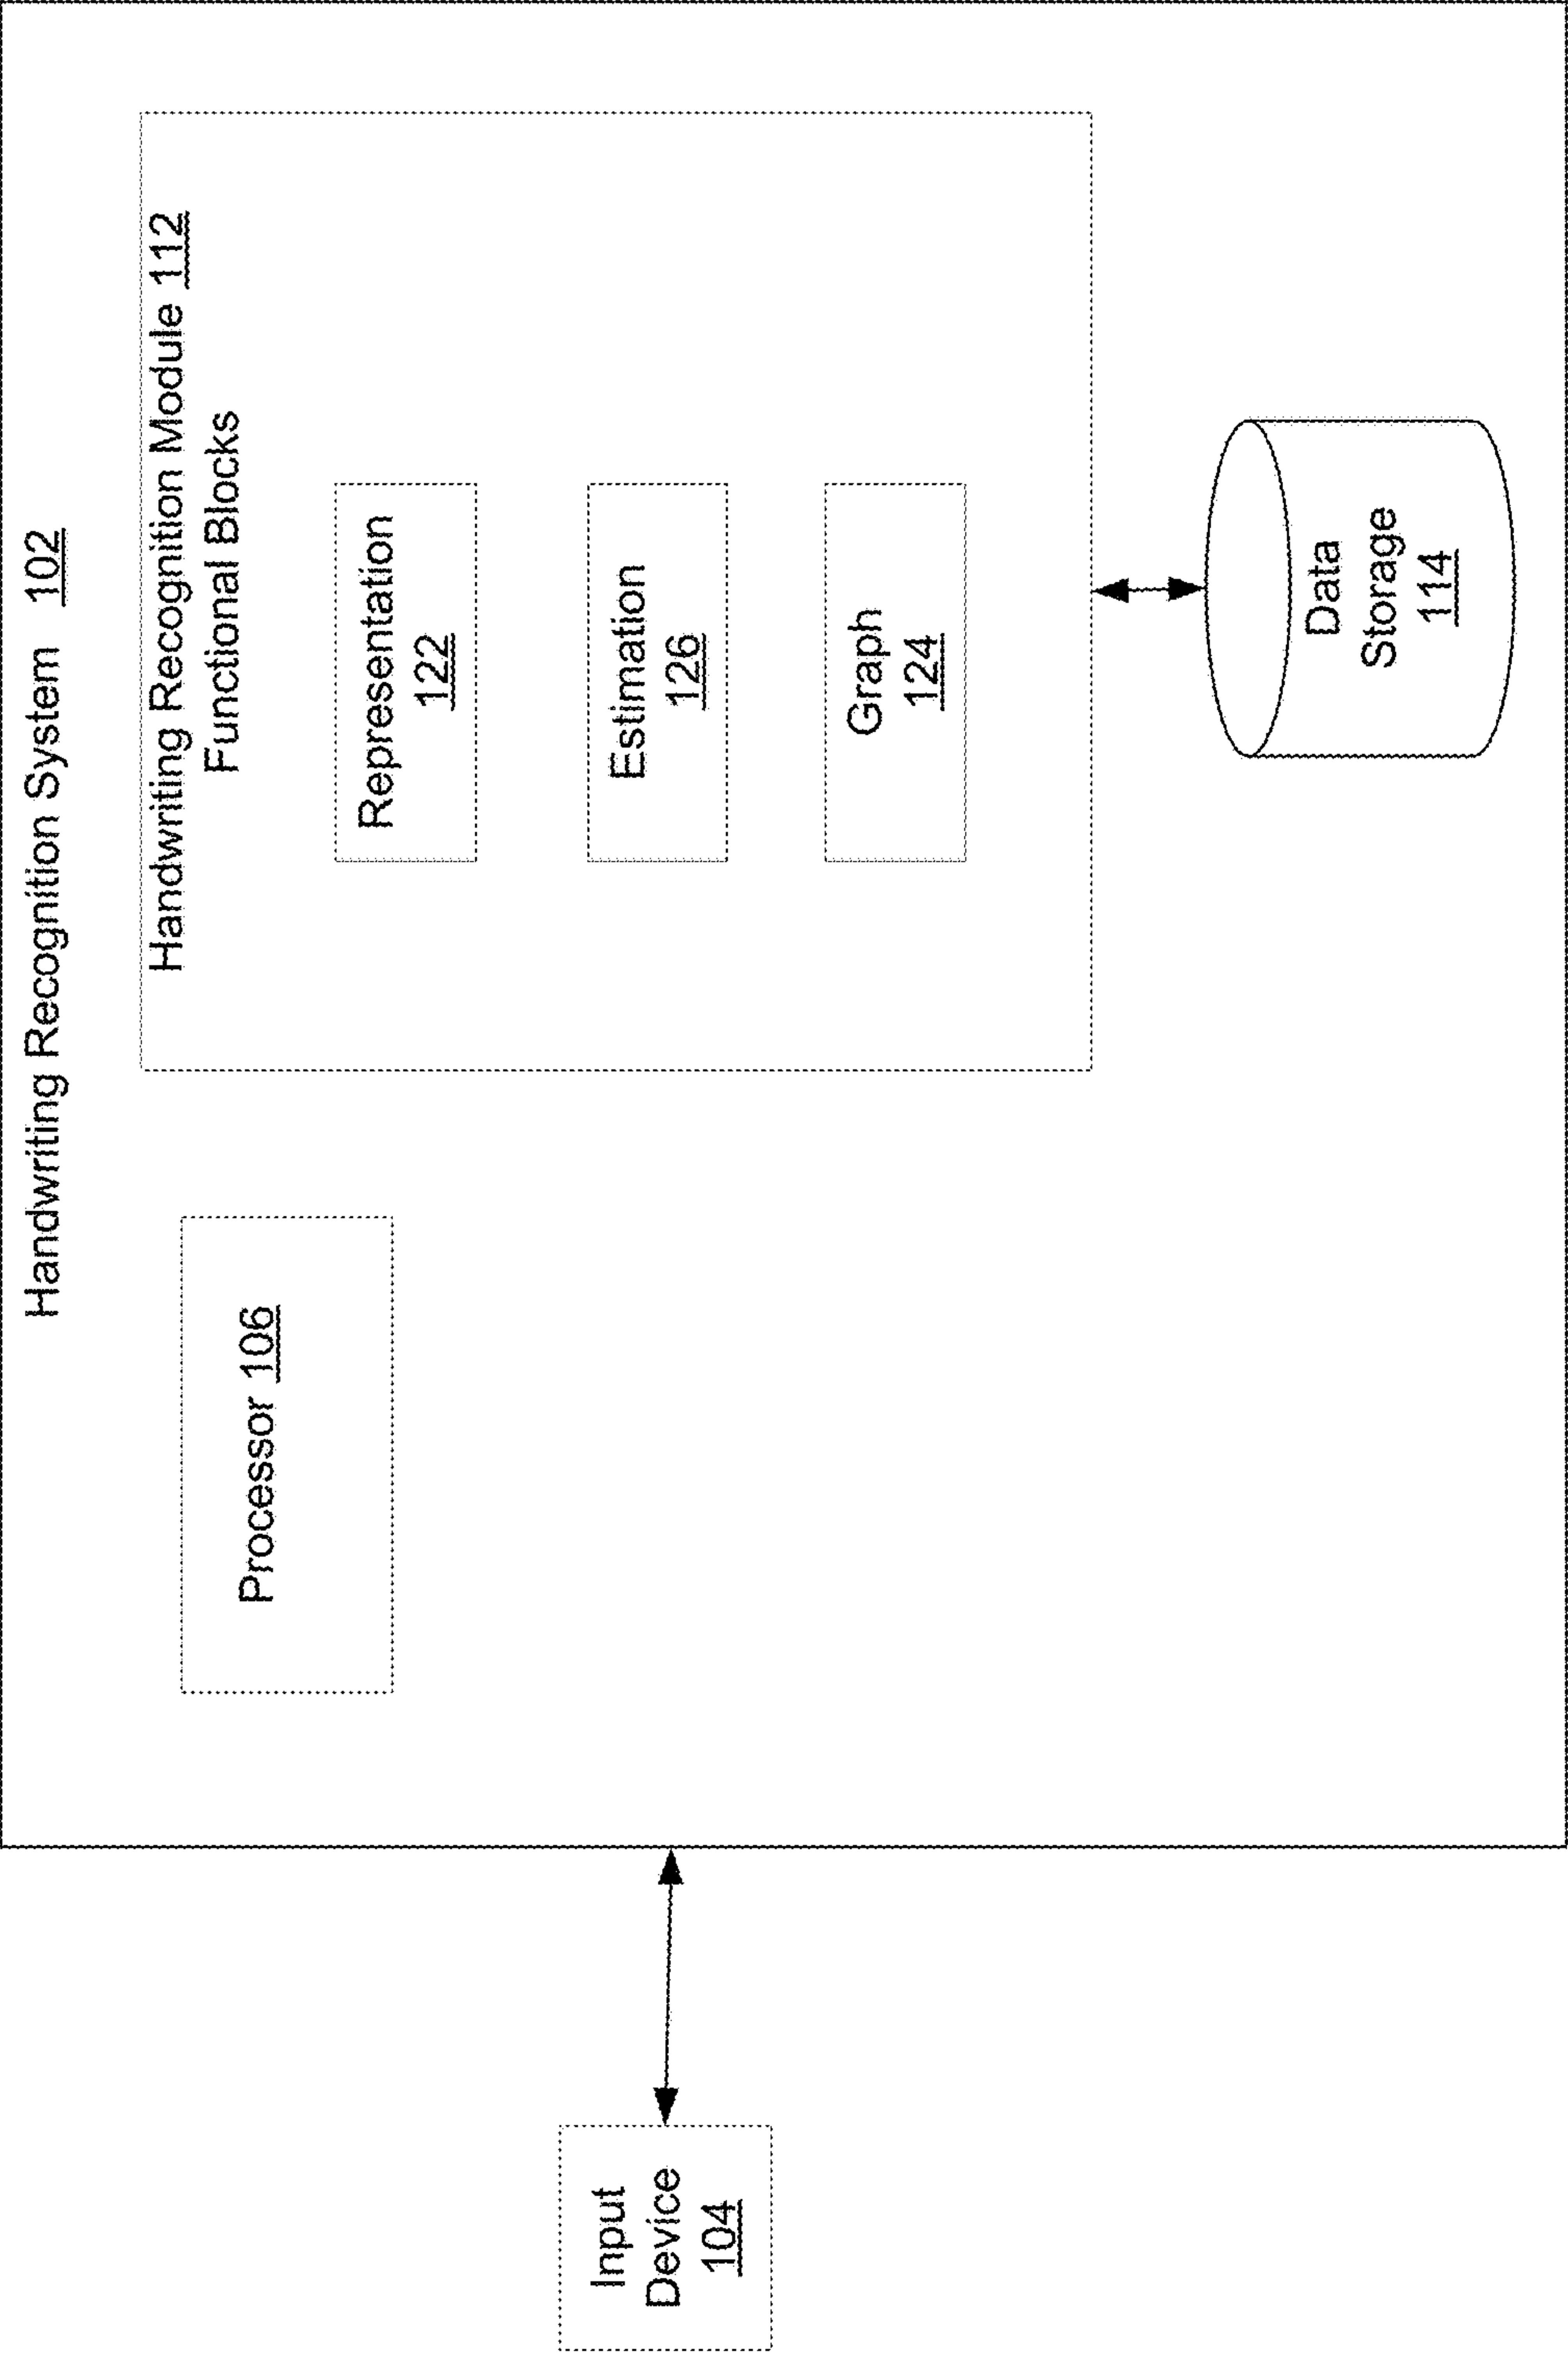 Handwriting Recognition System 102
Input
Device
104
Processor 106
Handwriting Recognition Module 112
Functional Blocks
Representation
122
Estimation
126
Graph
124
Data
Storage
114